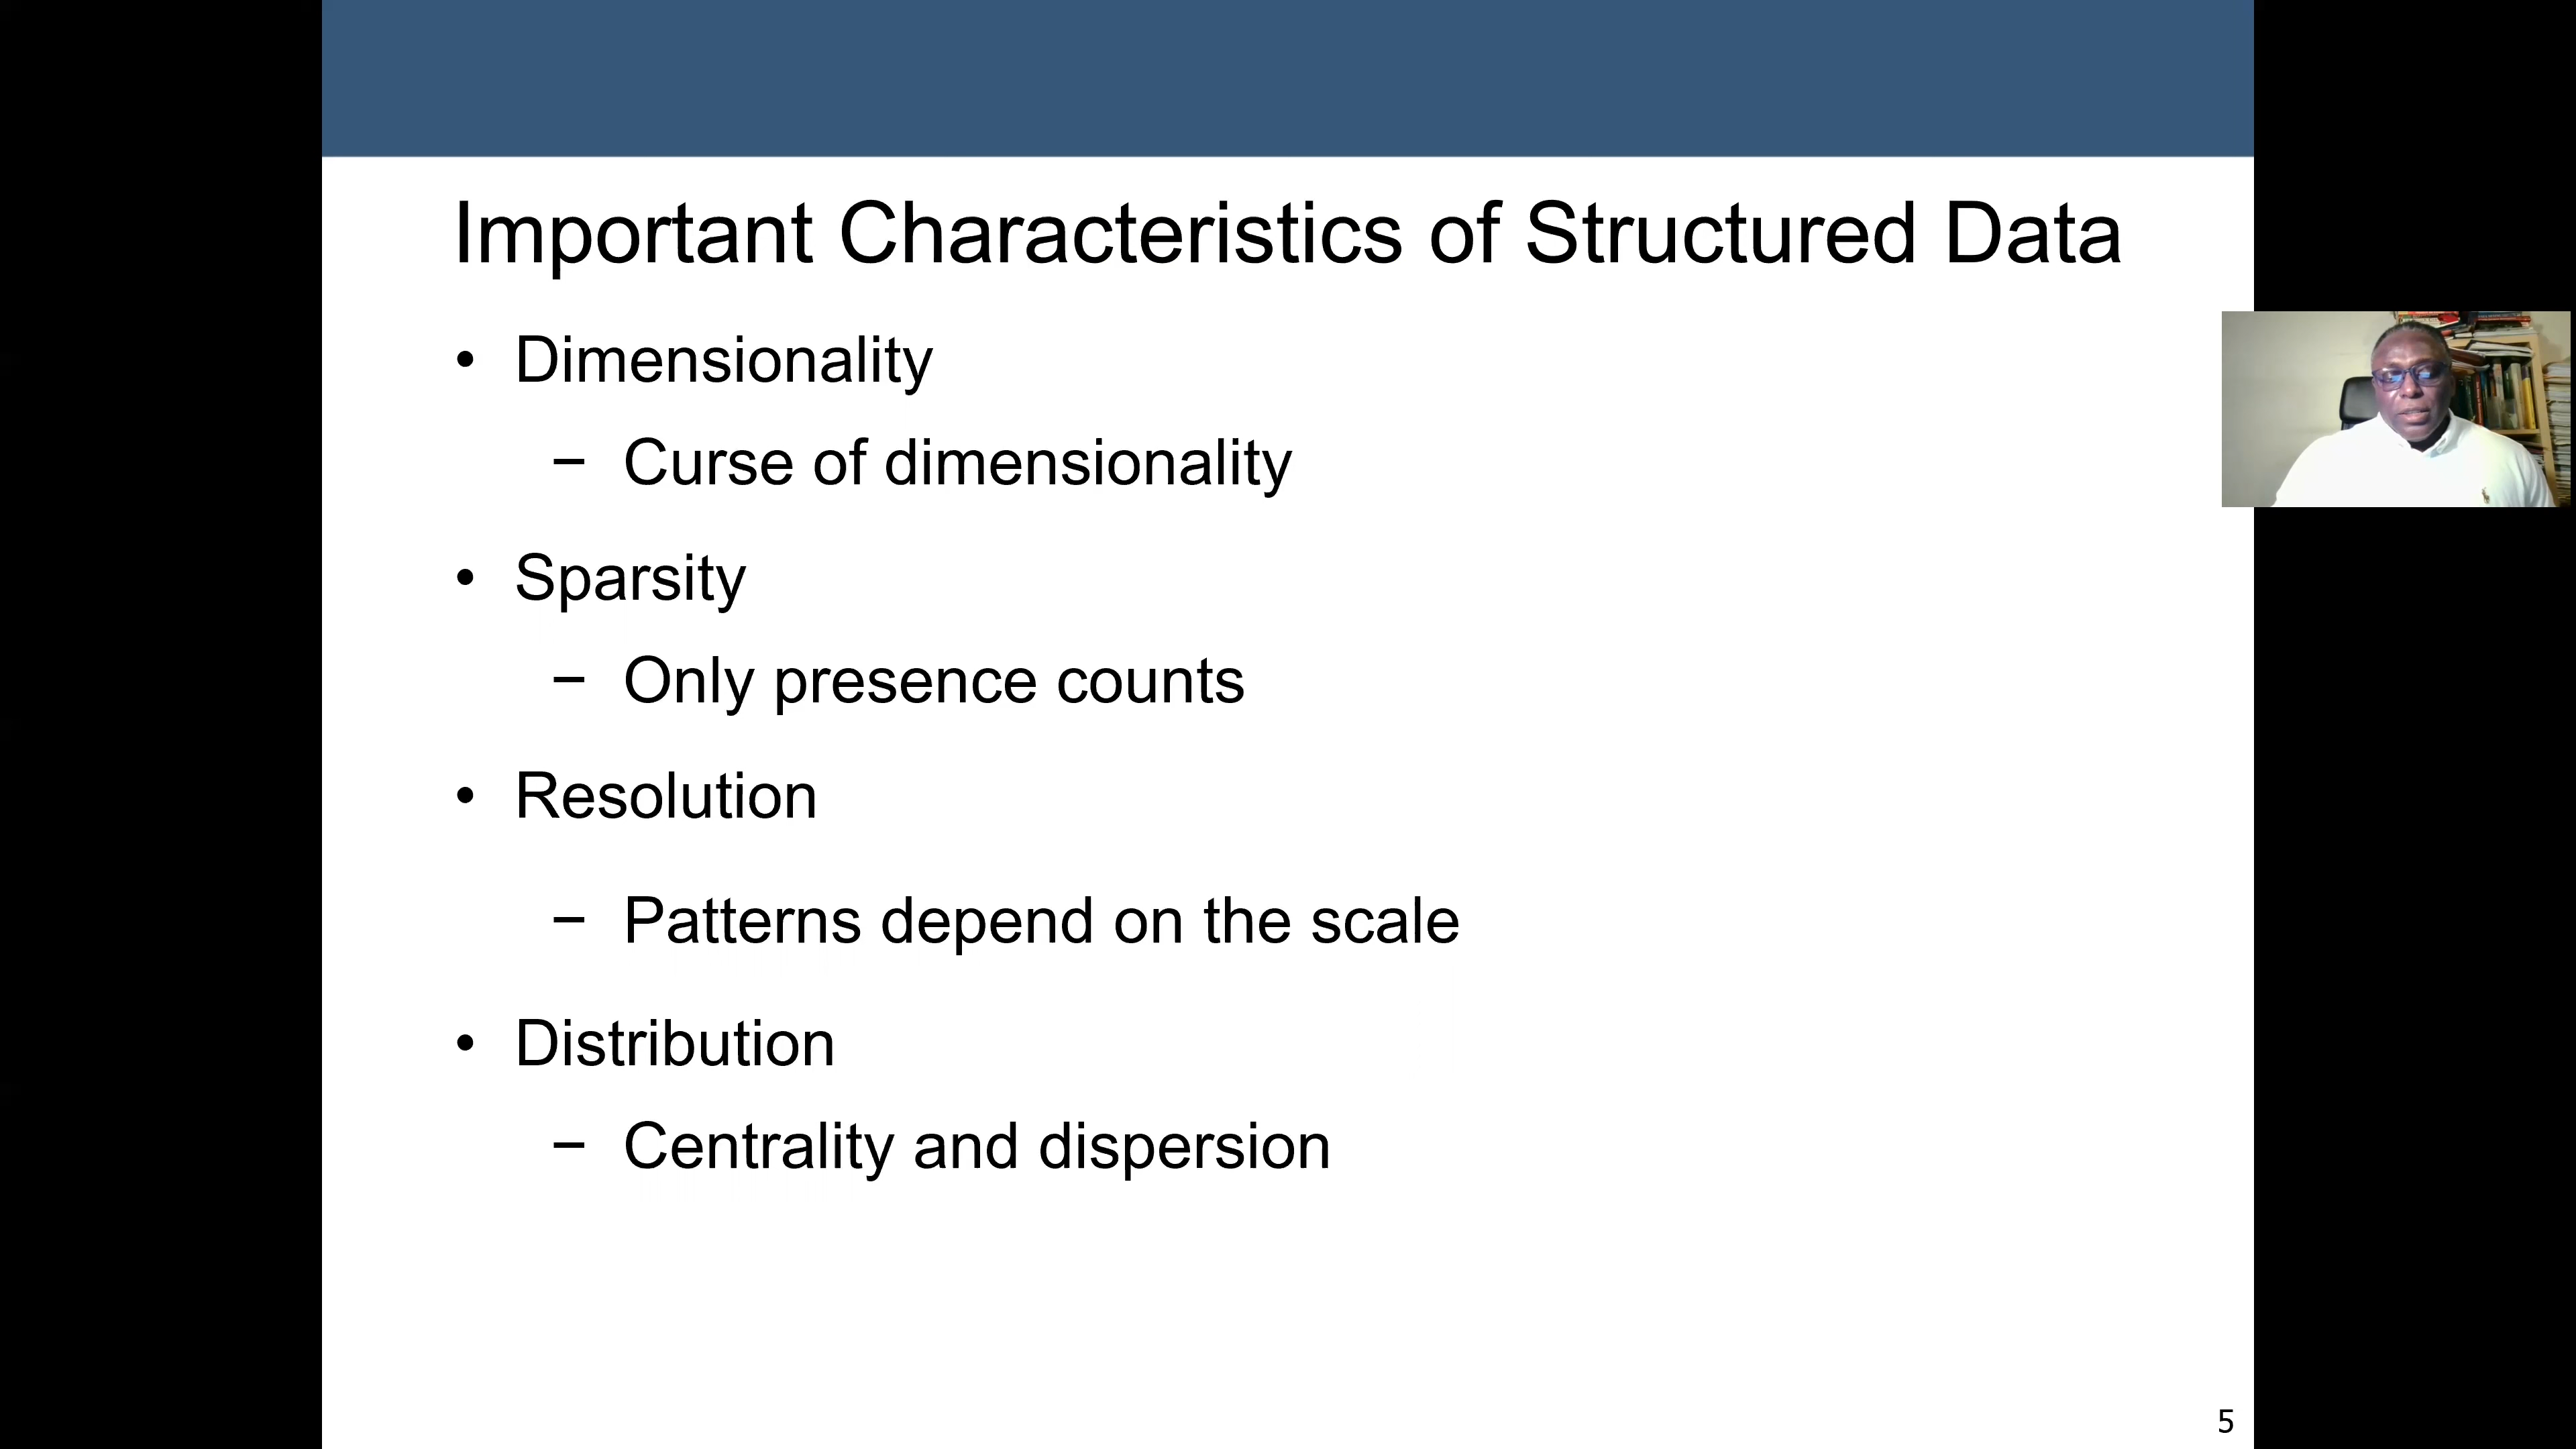 Important Characteristics of Structured Data
• Dimensionality
− Curse of dimensionality
• Sparsity
− Only presence counts
• Resolution
− Patterns depend on the scale
• Distribution
− Centrality and dispersion
5